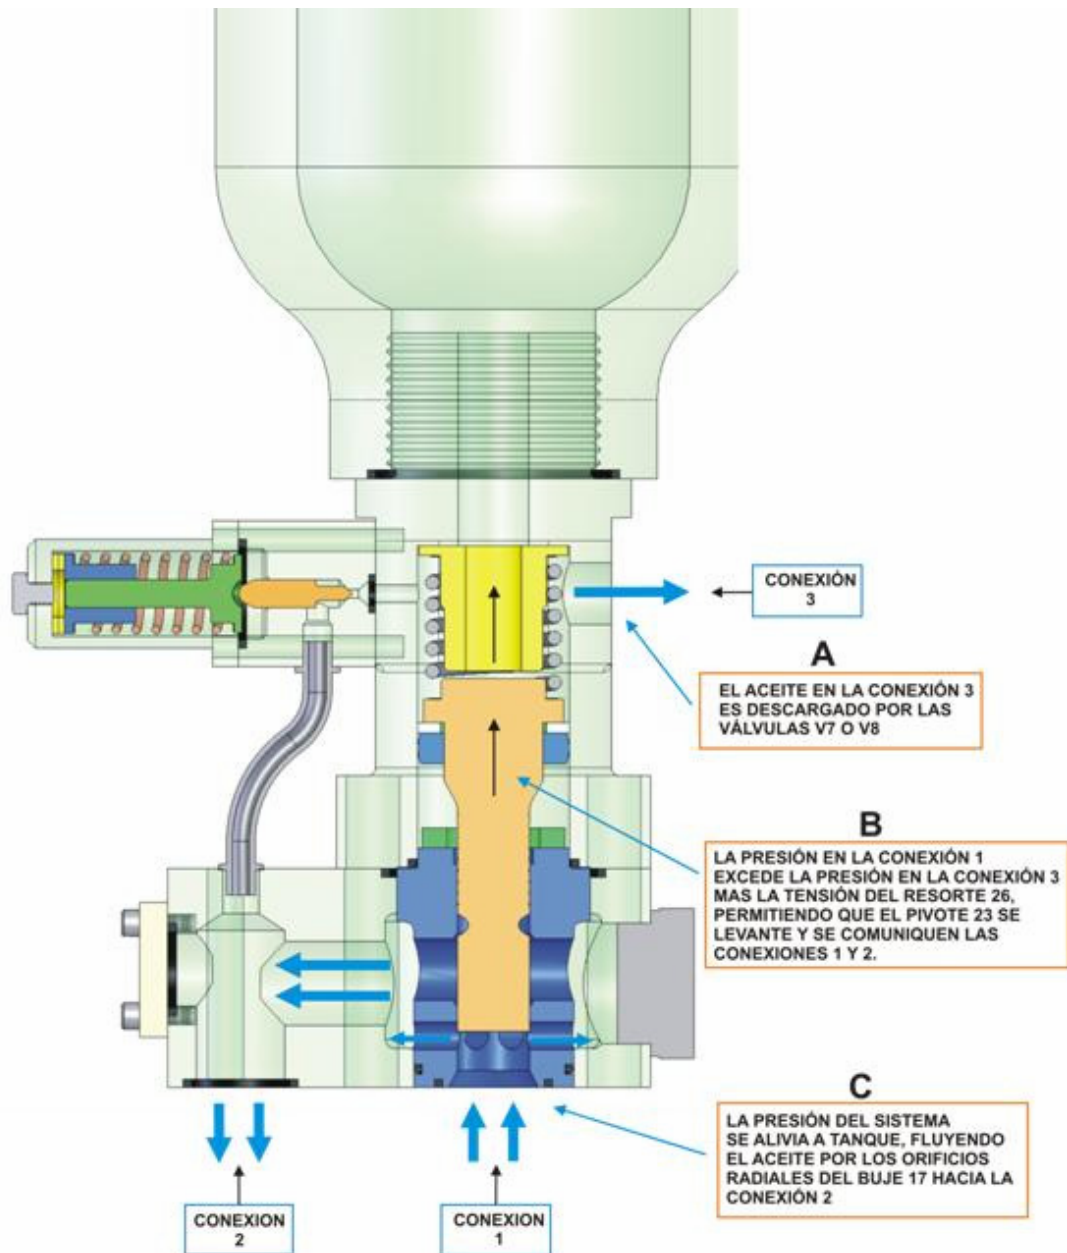 CONEXIÓN
3
A
EL ACEITE EN LA CONEXIÓN 3
ES DESCARGADO POR LAS
VÁLVULAS V7 O V8
B
LA PRESIÓN EN LA CONEXIÓN 1
EXCEDE LA PRESIÓN EN LA CONEXIÓN 3
MAS LA TENSIÓN DEL RESORTE 26,
PERMITIENDO QUE EL PIVOTE 23 SE
LEVANTE Y SE COMUNIQUEN LAS
CONEXIONES 1 Y 2.
C
LA PRESIÓN DEL SISTEMA
SE ALIVIA A TANQUE, FLUYENDO
EL ACEITE POR LOS ORIFICIOS
RADIALES DEL BUJE 17 HACIA LA
CONEXIÓN 2
CONEXION
2
CONEXION
1